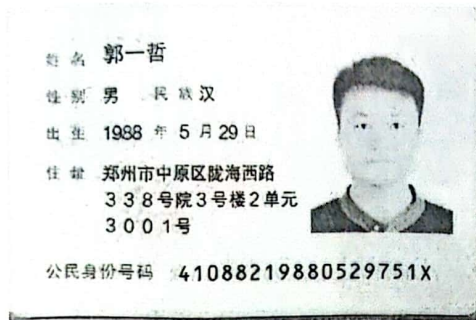 姓名 郭一哲
性别 男 民族 汉
出生 1988 年 5 月 29 日
住址 郑州市中原区陇海西路
338号院3号楼2单元
3001号
公民身份号码 41088219880529751X